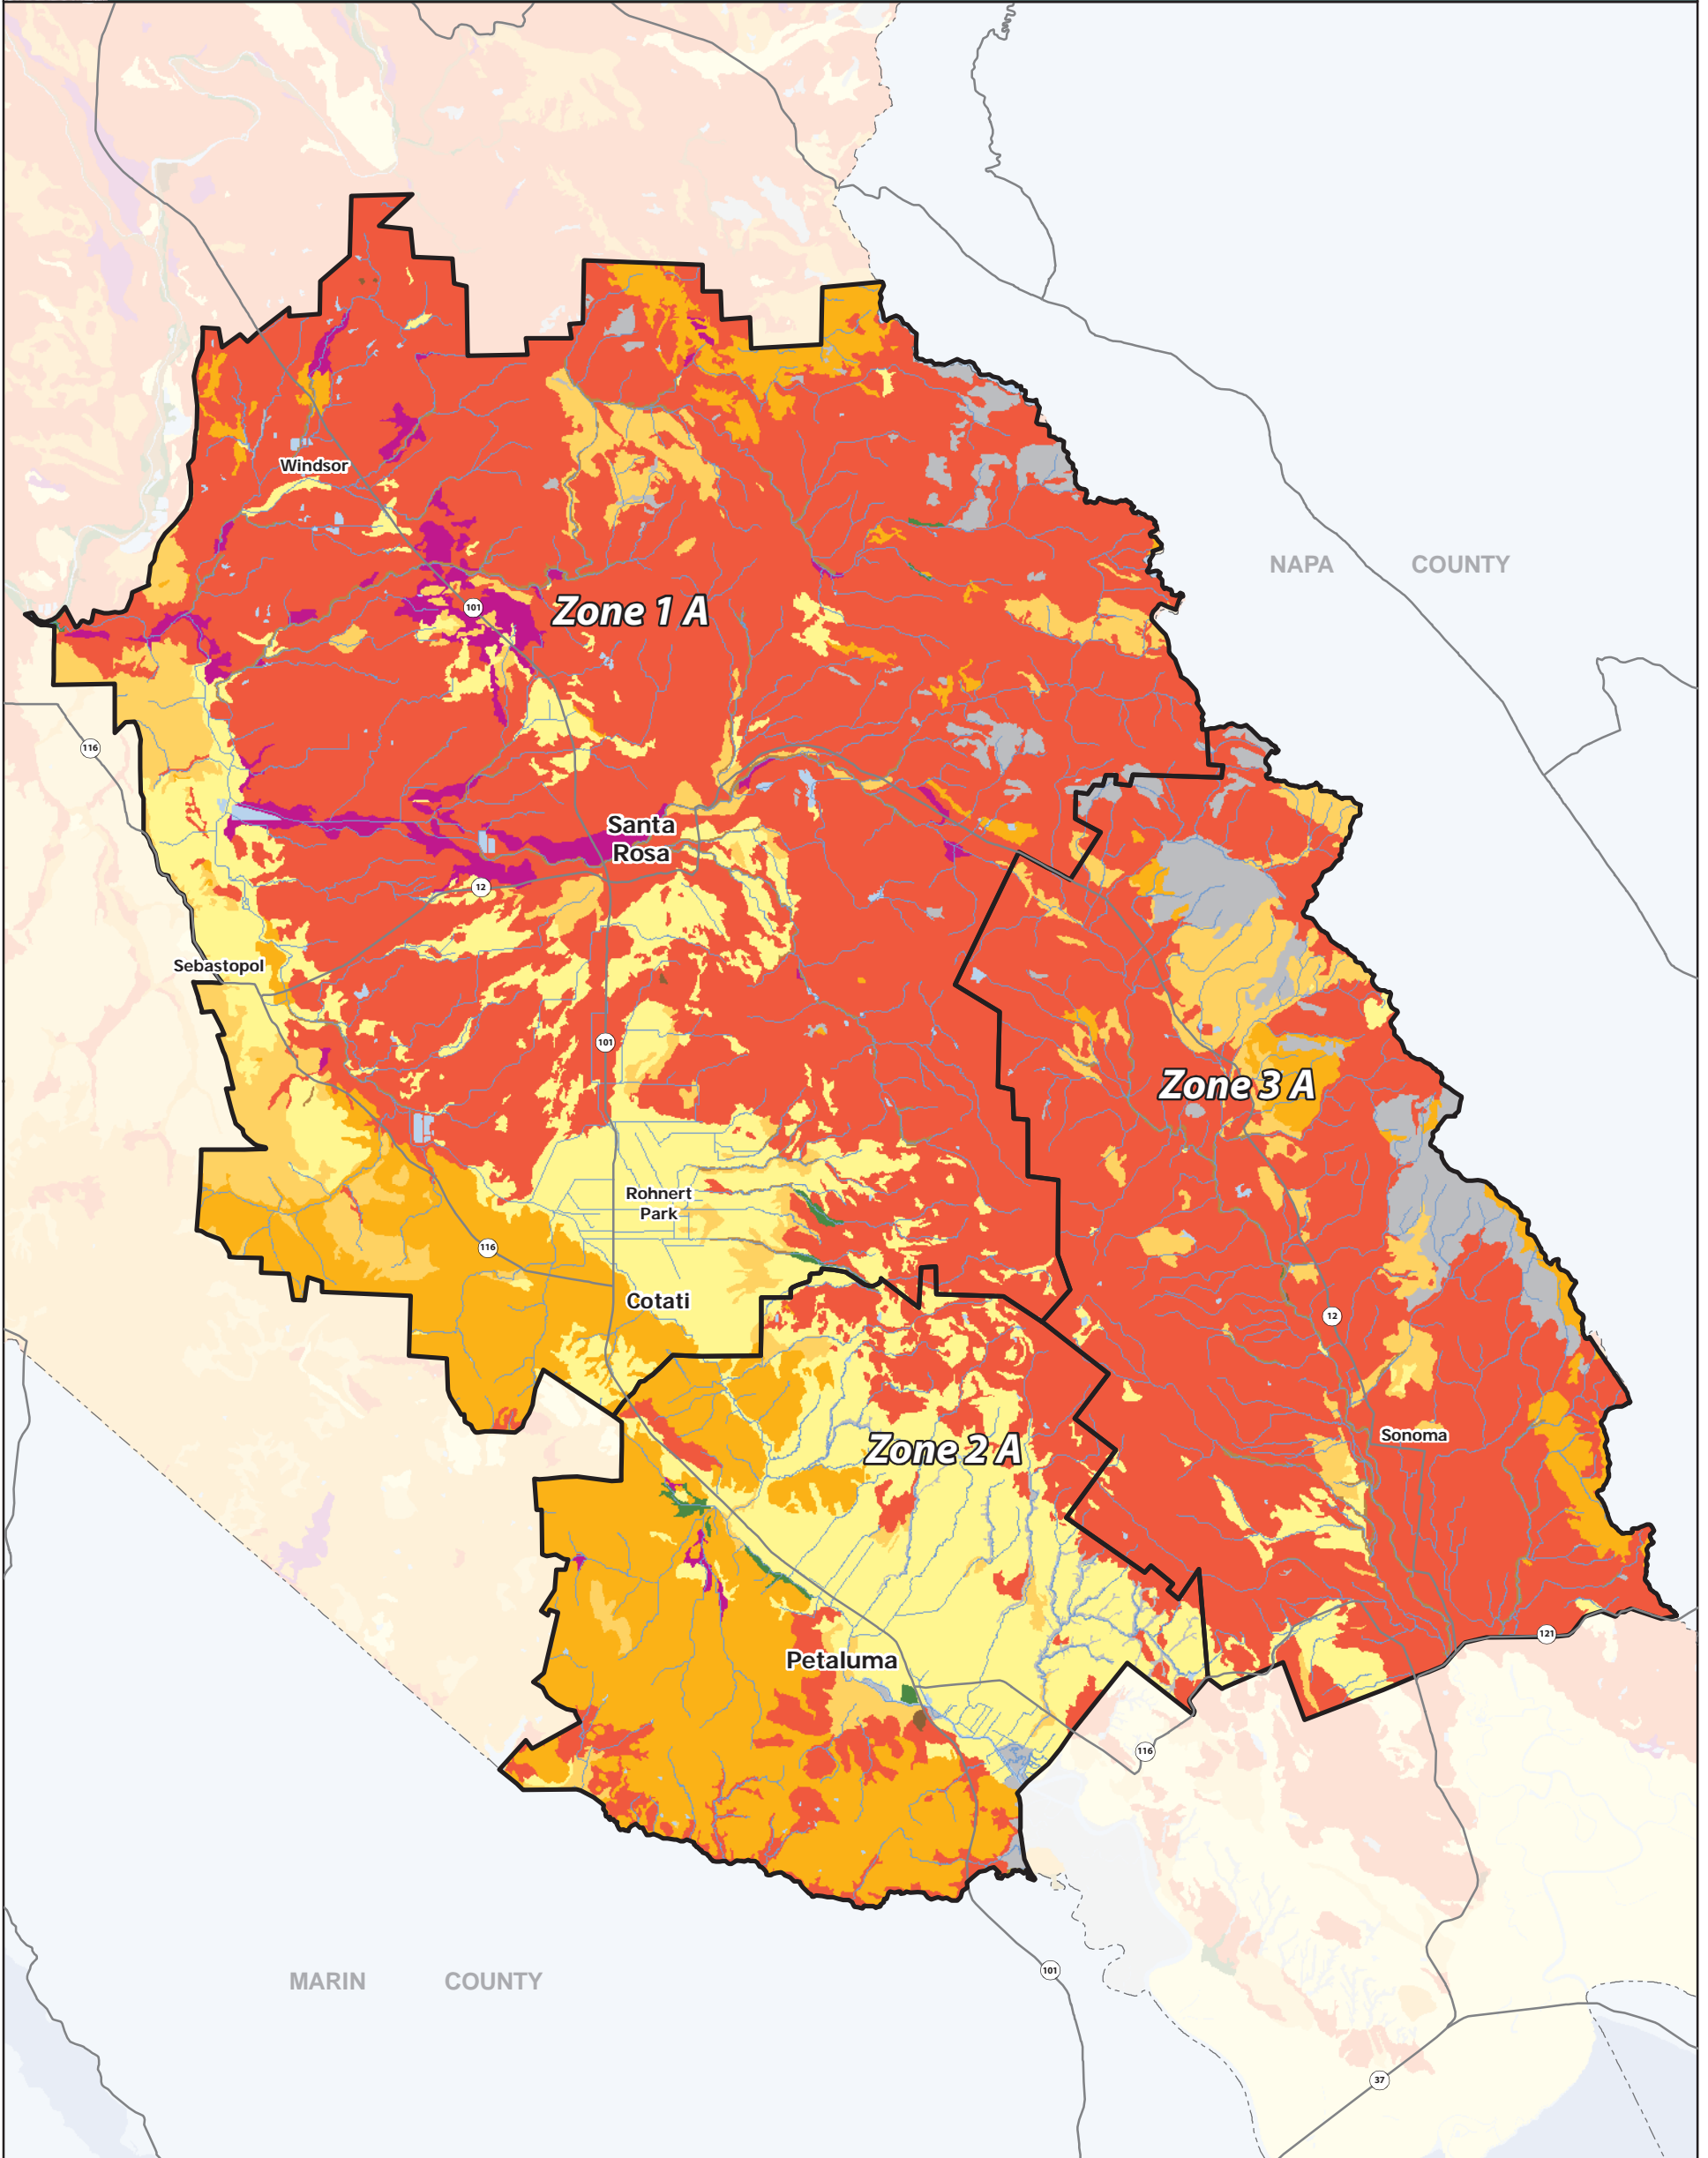 NAPA COUNTY
Windsor
101
Zone 1 A
116
Santa
Rosa
12
Sebastopol
101
Zone 3 A
Rohnert
Park
116
Cotati
12
Sonoma
Zone 2 A
121
Petaluma
116
101
MARIN COUNTY
37